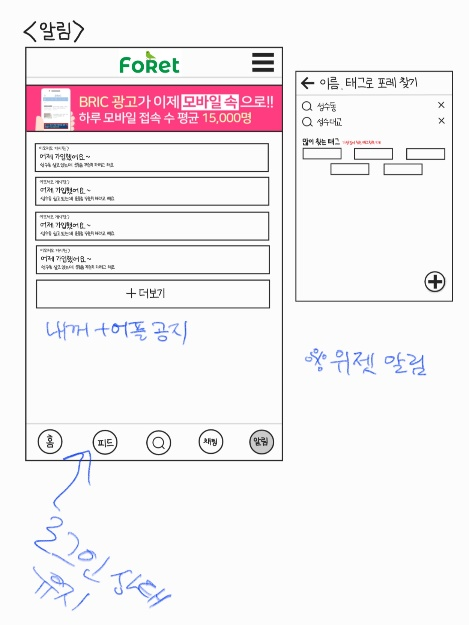 <알림>
FoRet
BRIC 광고가 이제 모바일 속으로!!
하루 모바일 접속 수 평균 15,000명
어제 가입했어요~
어제 가입했어요~
어제 가입했어요~
어제 가입했어요~
+ 더보기
내꺼 + 어플 공지
홈
피드
채팅
알림
로그인 상태
유지
← 이름, 태그로 포레 찾기
성수동 ×
성수대교 ×
많이 찾는 태그
※ 위젯 알림